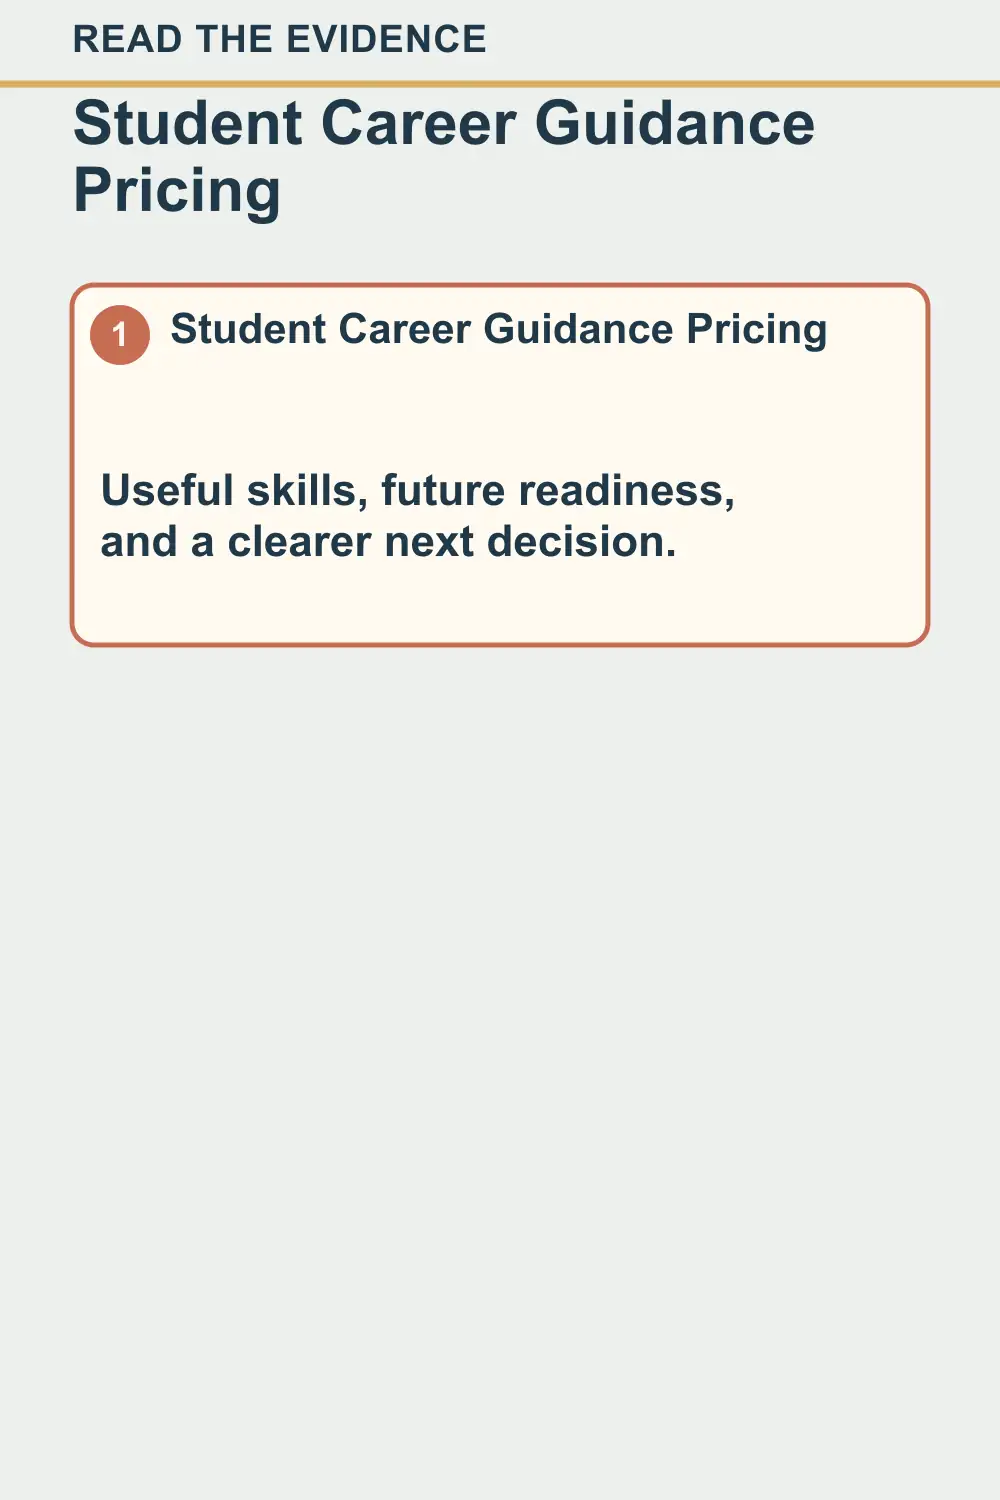 READ THE EVIDENCE
Student Career Guidance
Pricing
1 Student Career Guidance Pricing
Useful skills, future readiness,
and a clearer next decision.